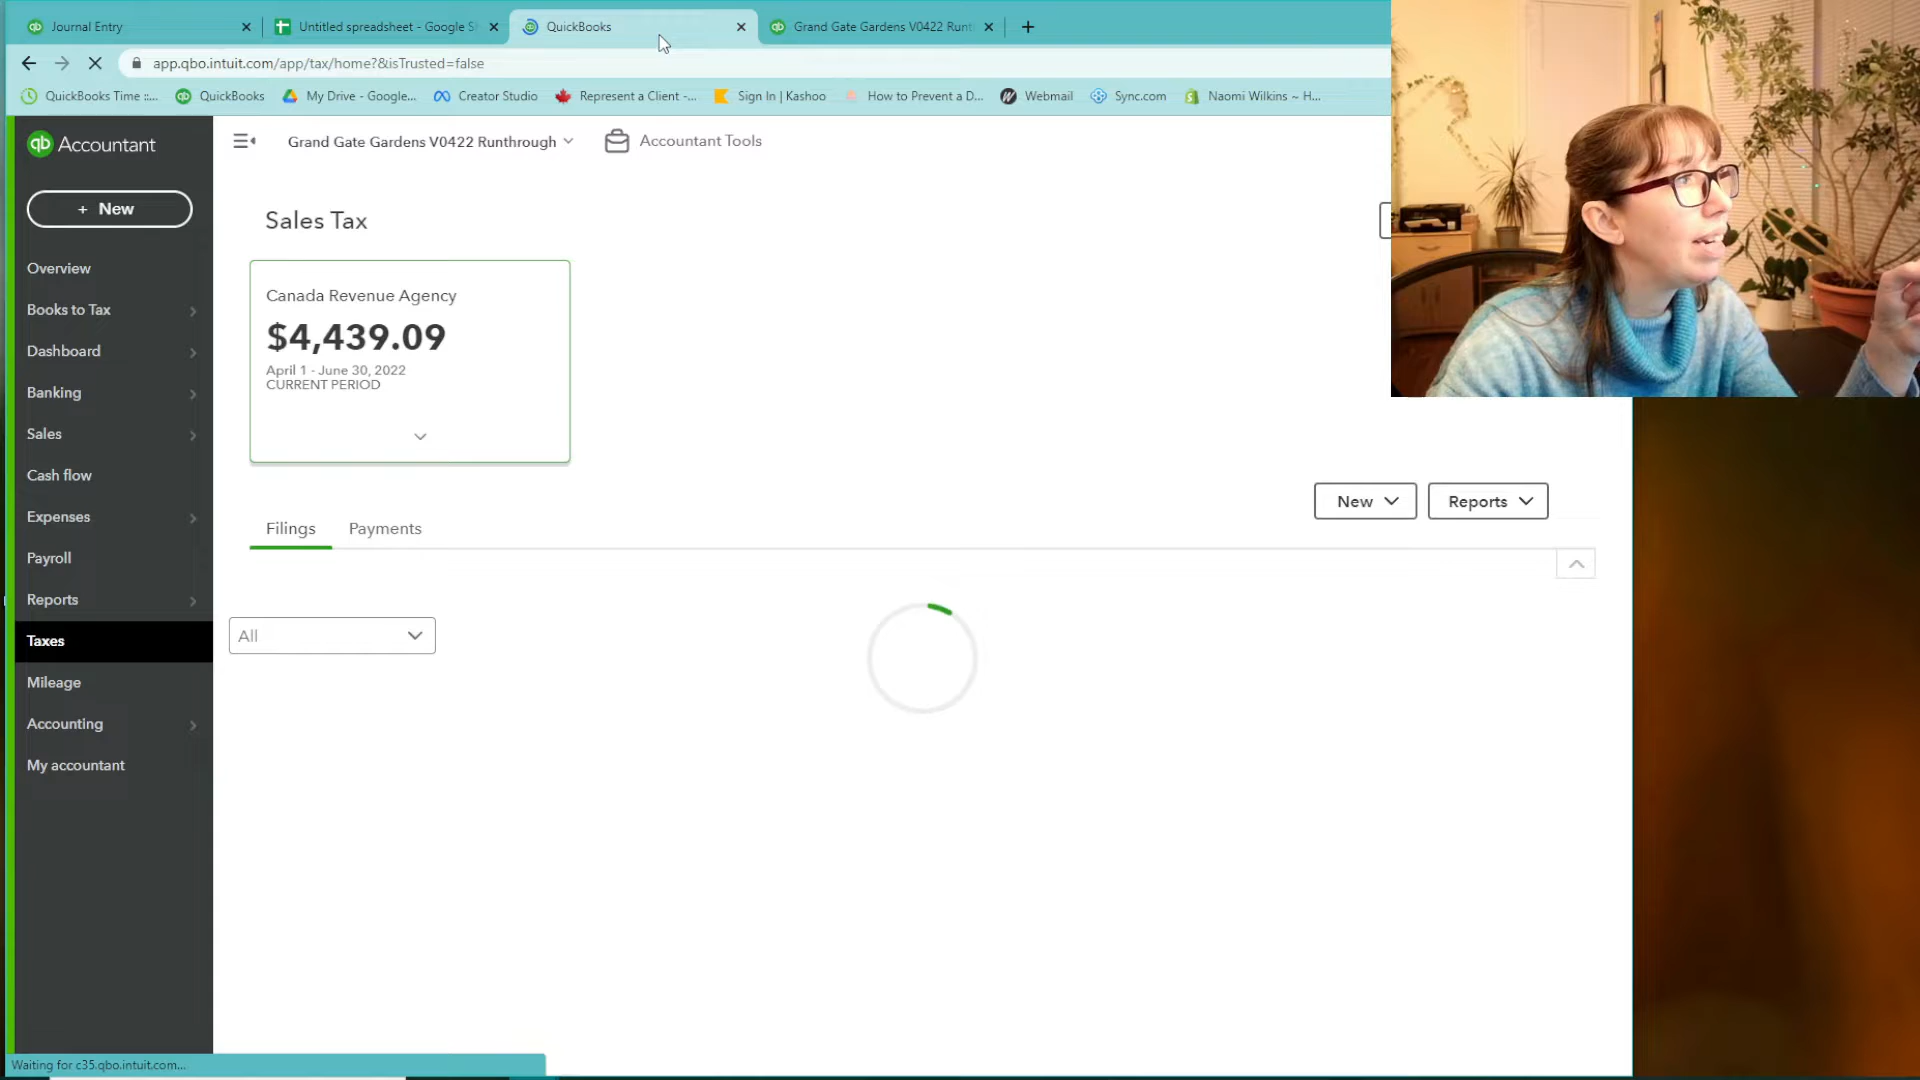 Journal Entry
Untitled spreadsheet - Google S
QuickBooks
Grand Gate Gardens V0422 Runt
app.qbo.intuit.com/app/tax/home?&isTrusted=false
QuickBooks Time ::...
QuickBooks
My Drive - Google...
Creator Studio
Represent a Client -...
Sign In | Kashoo
How to Prevent a D...
Webmail
Sync.com
Naomi Wilkins ~ H...
qb Accountant
Grand Gate Gardens V0422 Runthrough
Accountant Tools
+ New
Overview
Books to Tax
Dashboard
Banking
Sales
Cash flow
Expenses
Payroll
Reports
Taxes
Mileage
Accounting
My accountant
Sales Tax
Canada Revenue Agency
$4,439.09
April 1 - June 30, 2022
CURRENT PERIOD
New
Reports
Filings
Payments
All
Waiting for c35.qbo.intuit.com...